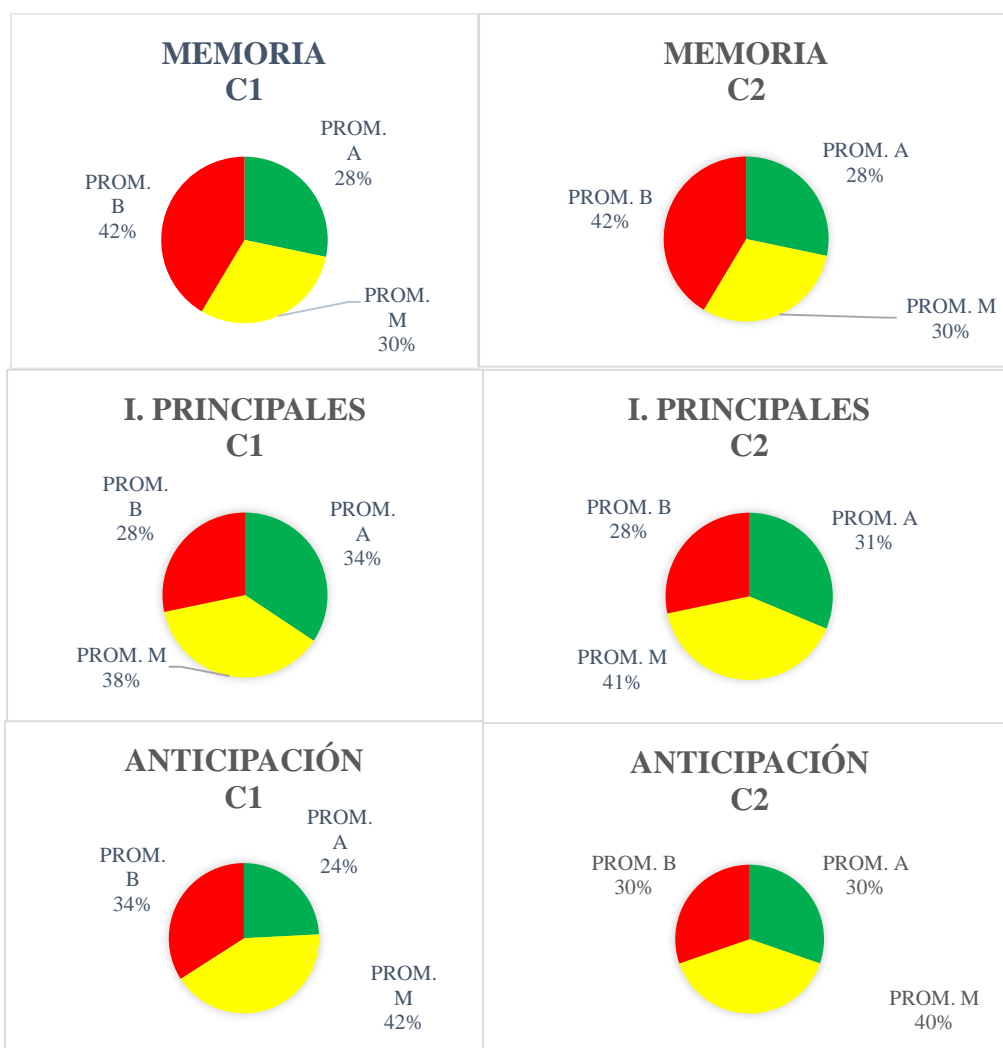 MEMORIA
C1
PROM.
A
28%
PROM.
B
42%
PROM.
M
30%
MEMORIA
C2
PROM. A
28%
PROM. B
42%
PROM. M
30%
I. PRINCIPALES
C1
PROM.
B
28%
PROM.
A
34%
PROM. M
38%
I. PRINCIPALES
C2
PROM. B
28%
PROM. A
31%
PROM. M
41%
ANTICIPACIÓN
C1
PROM.
A
24%
PROM.
B
34%
PROM.
M
42%
ANTICIPACIÓN
C2
PROM. B
30%
PROM. A
30%
PROM. M
40%